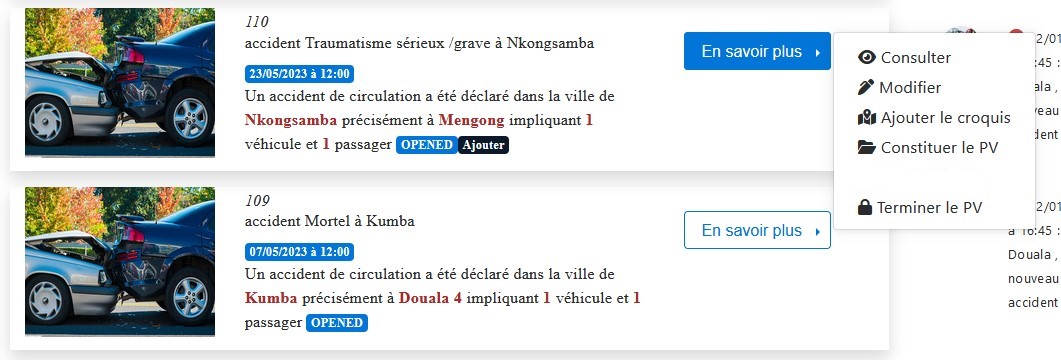 110
accident Traumatisme sérieux /grave à Nkongsamba
23/05/2023 à 12:00
Un accident de circulation a été déclaré dans la ville de
Nkongsamba précisément à Mengong impliquant 1
véhicule et 1 passager OPENED Ajouter
En savoir plus
Consulter
Modifier
Ajouter le croquis
Constituer le PV
Terminer le PV
109
accident Mortel à Kumba
07/05/2023 à 12:00
Un accident de circulation a été déclaré dans la ville de
Kumba précisément à Douala 4 impliquant 1 véhicule et 1
passager OPENED
En savoir plus
2/01
:45 :
ala ,
veau
dent
2/01
à 16:45 :
Douala ,
nouveau
accident